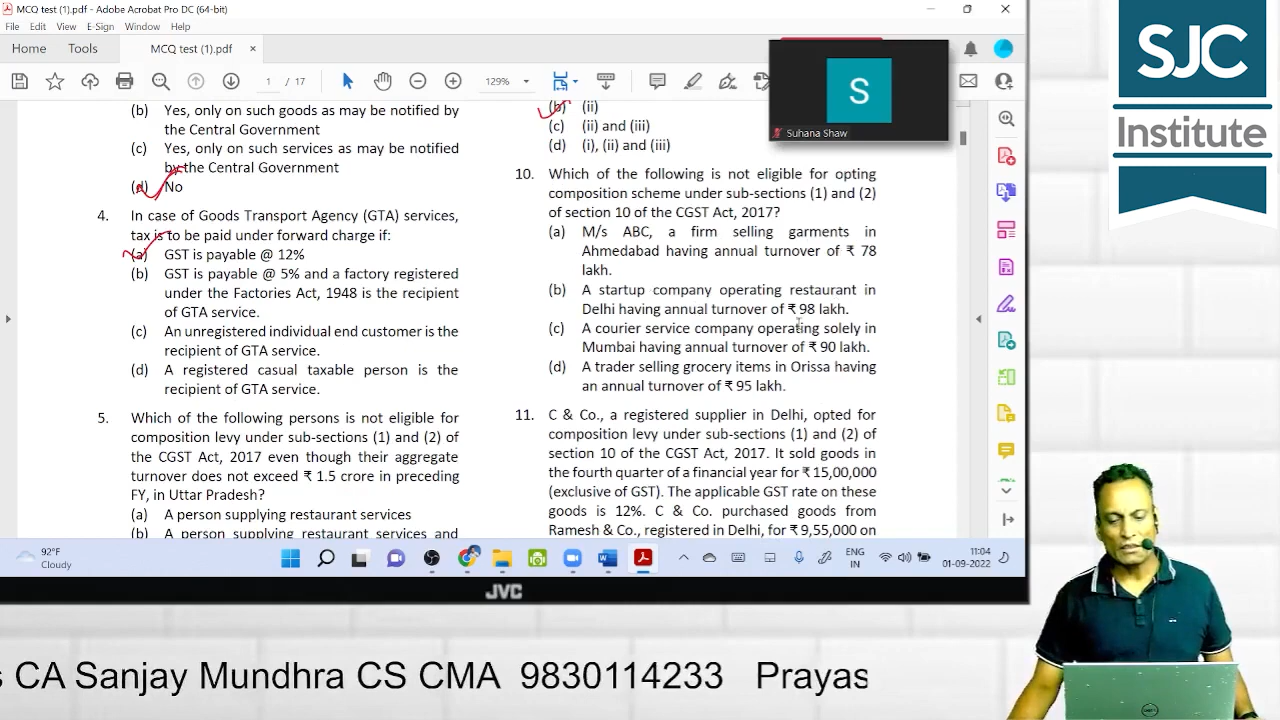 MCQ test (1).pdf - Adobe Acrobat Pro DC (64-bit)
File Edit View E-Sign Window Help
Home Tools MCQ test (1).pdf ×
1 / 17 129%
(b) Yes, only on such goods as may be notified by the Central Government
(c) Yes, only on such services as may be notified by the Central Government
(d) No
4. In case of Goods Transport Agency (GTA) services,
tax is to be paid under forward charge if:
(a) GST is payable @ 12%
(b) GST is payable @ 5% and a factory registered
under the Factories Act, 1948 is the recipient
of GTA service.
(c) An unregistered individual end customer is the
recipient of GTA service.
(d) A registered casual taxable person is the
recipient of GTA service.
5. Which of the following persons is not eligible for
composition levy under sub-sections (1) and (2) of
the CGST Act, 2017 even though their aggregate
turnover does not exceed ₹ 1.5 crore in preceding
FY, in Uttar Pradesh?
(a) A person supplying restaurant services
(b) A person supplying restaurant services and
(b) (ii)
(c) (ii) and (iii)
(d) (i), (ii) and (iii)
10. Which of the following is not eligible for opting
composition scheme under sub-sections (1) and (2)
of section 10 of the CGST Act, 2017?
(a) M/s ABC, a firm selling garments in
Ahmedabad having annual turnover of ₹ 78
lakh.
(b) A startup company operating restaurant in
Delhi having annual turnover of ₹ 98 lakh.
(c) A courier service company operating solely in
Mumbai having annual turnover of ₹ 90 lakh.
(d) A trader selling grocery items in Orissa having
an annual turnover of ₹ 95 lakh.
11. C & Co., a registered supplier in Delhi, opted for
composition levy under sub-sections (1) and (2) of
section 10 of the CGST Act, 2017. It sold goods in
the fourth quarter of a financial year for ₹ 15,00,000
(exclusive of GST). The applicable GST rate on these
goods is 12%. C & Co. purchased goods from
Ramesh & Co., registered in Delhi, for ₹ 9,55,000 on
S
Suhana Shaw
SJC
Institute
92°F
Cloudy
ENG
IN
11:04
01-09-2022
JVC
DELL
s CA Sanjay Mundhra CS CMA 9830114233 Prayas